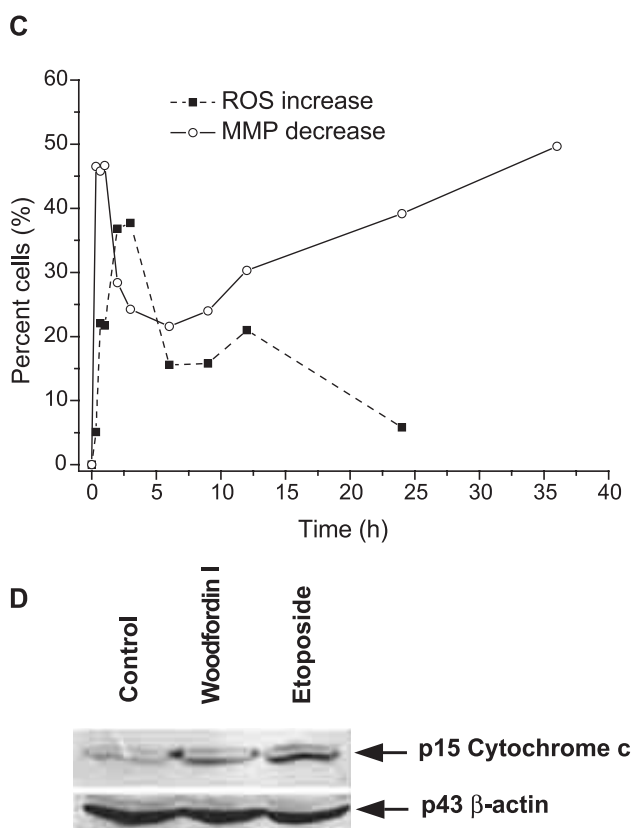 C
60
50
40
30
20
10
0
Percent cells (%)
ROS increase
MMP decrease
0 5 10 15 20 25 30 35 40
Time (h)
D
Control
Woodfordin I
Etoposide
p15 Cytochrome c
p43 β-actin